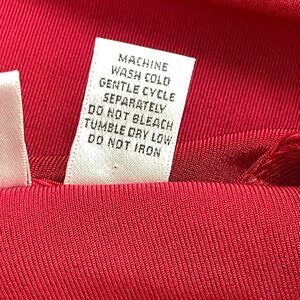 MACHINE
WASH COLD
GENTLE CYCLE
SEPARATELY
DO NOT BLEACH
TUMBLE DRY LOW
DO NOT IRON